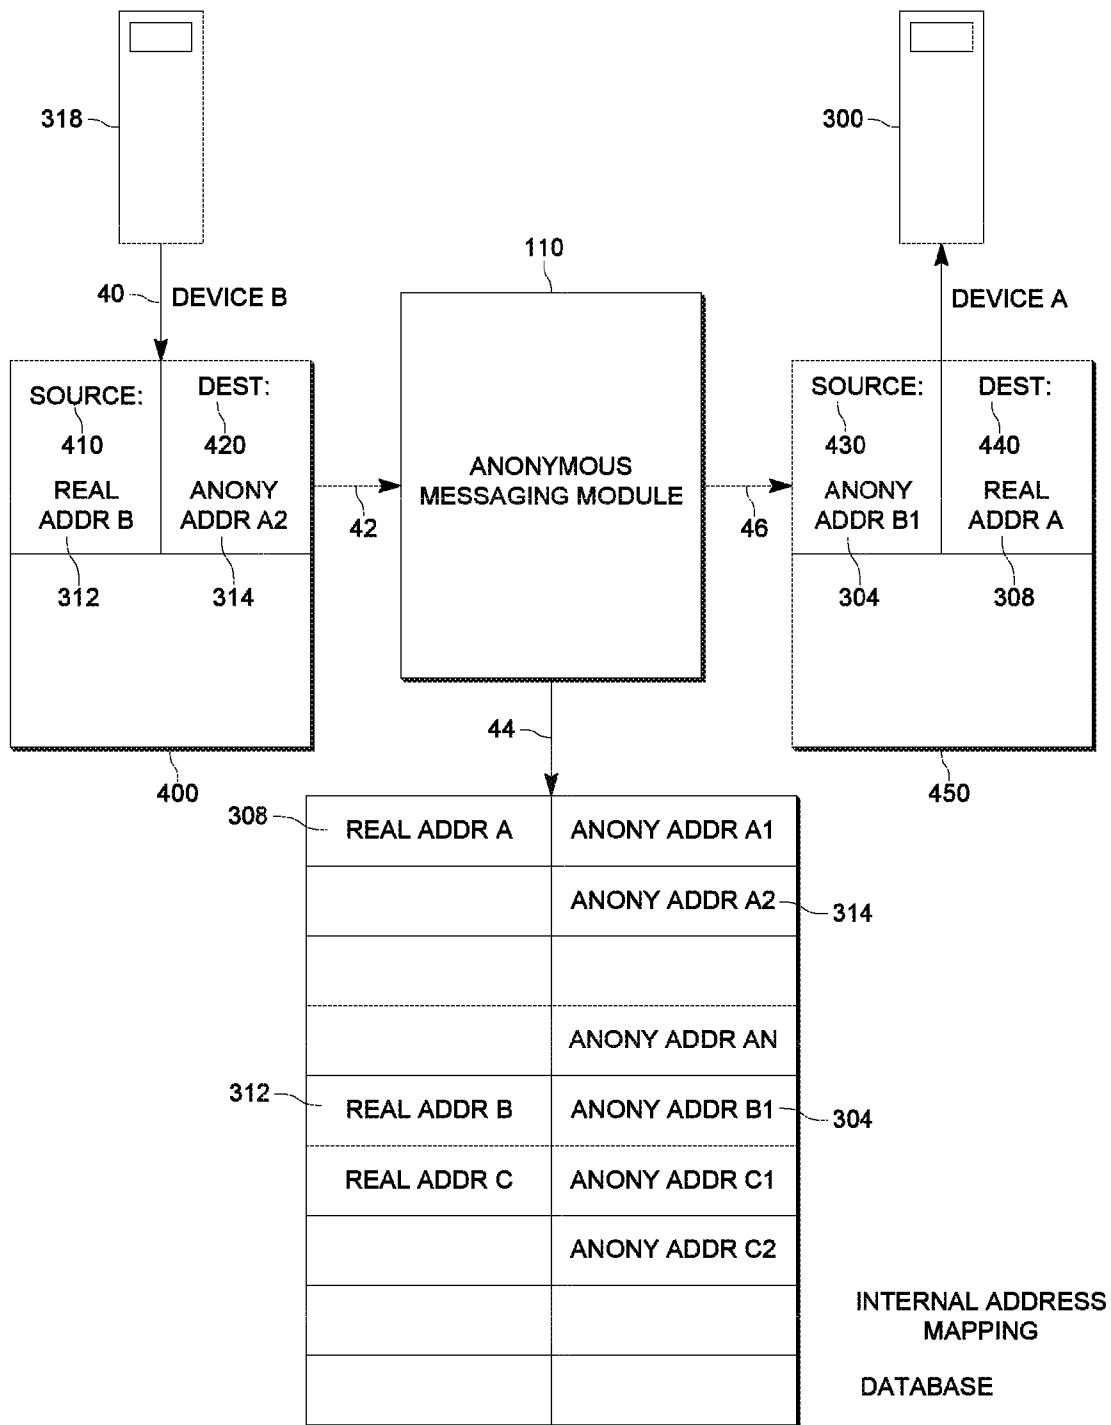 318
300
110
40
DEVICE B
DEVICE A
SOURCE:
DEST:
410
420
REAL
ADDR B
ANONY
ADDR A2
312
314
42
ANONYMOUS
MESSAGING MODULE
46
SOURCE:
DEST:
430
440
ANONY
ADDR B1
REAL
ADDR A
304
308
44
400
450
308
REAL ADDR A
ANONY ADDR A1
ANONY ADDR A2
314
ANONY ADDR AN
312
REAL ADDR B
ANONY ADDR B1
304
REAL ADDR C
ANONY ADDR C1
ANONY ADDR C2
INTERNAL ADDRESS
MAPPING
DATABASE